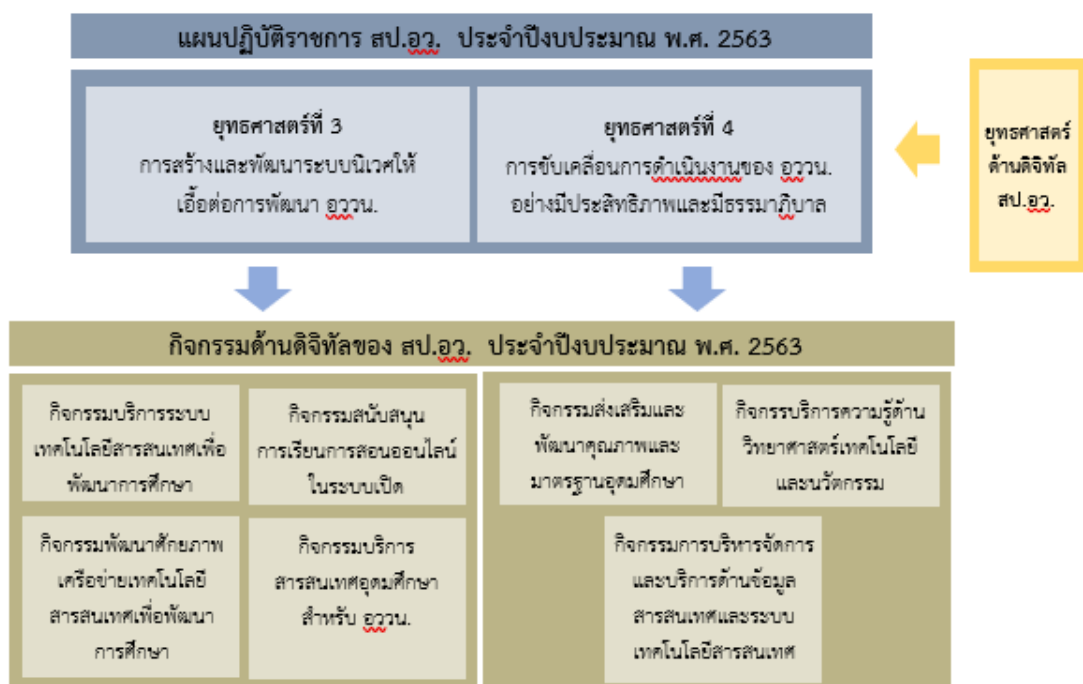 แผนปฏิบัติราชการ สป.อว. ประจำปีงบประมาณ พ.ศ. 2563
ยุทธศาสตร์ที่ 3
การสร้างและพัฒนาระบบนิเวศให้
เอื้อต่อการพัฒนา อววน.
ยุทธศาสตร์ที่ 4
การขับเคลื่อนการดำเนินงานของ อววน.
อย่างมีประสิทธิภาพและมีธรรมาภิบาล
ยุทธศาสตร์
ด้านดิจิทัล
สป.อว.
กิจกรรมด้านดิจิทัลของ สป.อว. ประจำปีงบประมาณ พ.ศ. 2563
กิจกรรมบริการระบบ
เทคโนโลยีสารสนเทศเพื่อ
พัฒนาการศึกษา
กิจกรรมสนับสนุน
การเรียนการสอนออนไลน์
ในระบบเปิด
กิจกรรมส่งเสริมและ
พัฒนาคุณภาพและ
มาตรฐานอุดมศึกษา
กิจกรรบริการความรู้ด้าน
วิทยาศาสตร์เทคโนโลยี
และนวัตกรรม
กิจกรรมพัฒนาศักยภาพ
เครือข่ายเทคโนโลยี
สารสนเทศเพื่อพัฒนา
การศึกษา
กิจกรรมบริการ
สารสนเทศอุดมศึกษา
สำหรับ อววน.
กิจกรรมการบริหารจัดการ
และบริการด้านข้อมูล
สารสนเทศและระบบ
เทคโนโลยีสารสนเทศ